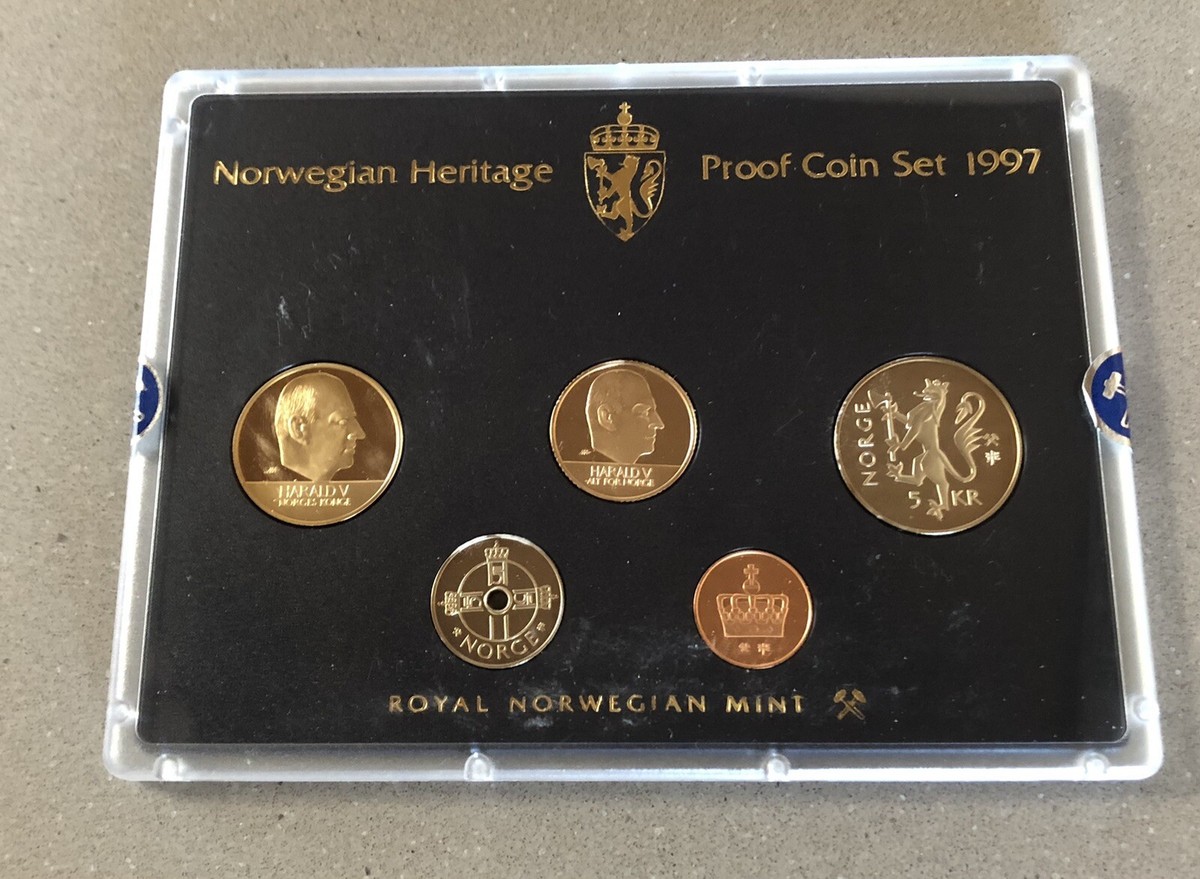 Norwegian Heritage Proof Coin Set 1997
HARALD V
NORGES KONGE
HARALD V
ALT FOR NORGE
NORGE
5 KR
NORGE
ROYAL NORWEGIAN MINT